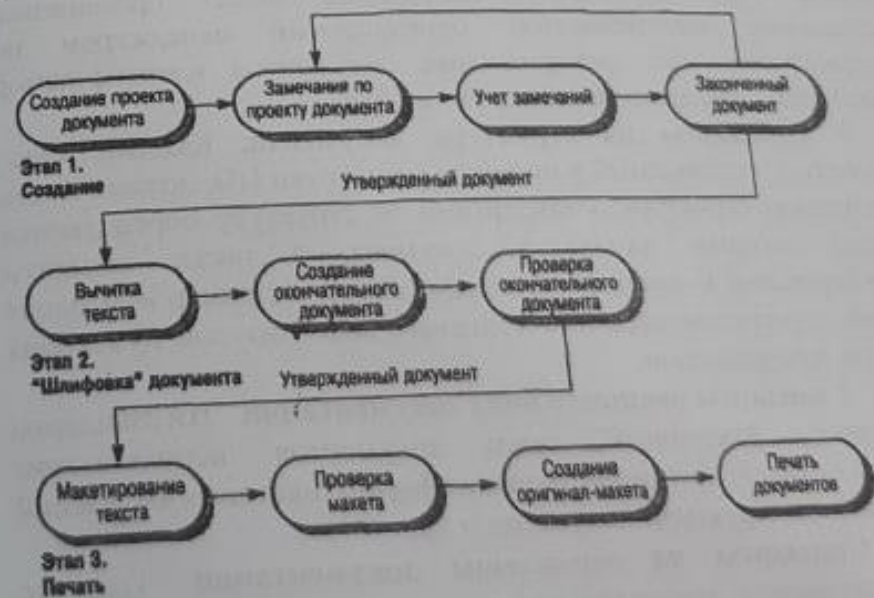 Создание проекта
документа
Замечания по
проекту документа
Учет замечаний
Законченный
документ
Этап 1.
Создание
Утвержденный документ
Вычитка
текста
Создание
окончательного
документа
Проверка
окончательного
документа
Этап 2.
"Шлифовка" документа
Утвержденный документ
Макетирование
текста
Проверка
макета
Создание
оригинал-макета
Печать
документов
Этап 3.
Печать